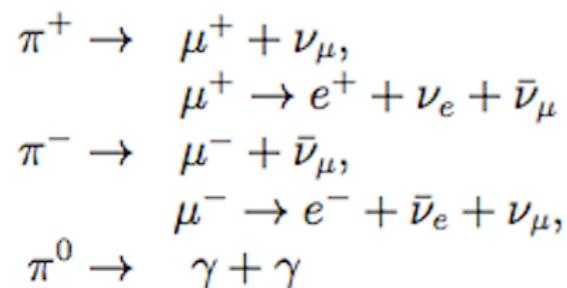 π⁺ → μ⁺ + ν_μ,
μ⁺ → e⁺ + ν_e + ν̄_μ
π⁻ → μ⁻ + ν̄_μ,
μ⁻ → e⁻ + ν̄_e + ν_μ,
π⁰ → γ + γ